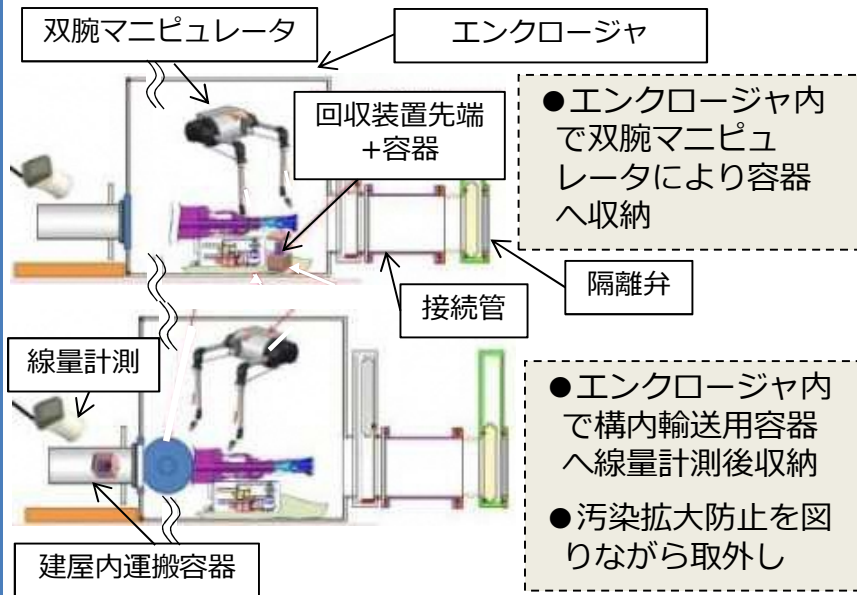 双腕マニピュレータ
エンクロージャ
回収装置先端
+容器
●エンクロージャ内
で双腕マニピュ
レータにより容器
へ収納
隔離弁
接続管
線量計測
●エンクロージャ内
で構内輸送用容器
へ線量計測後収納
●汚染拡大防止を図
りながら取外し
建屋内運搬容器